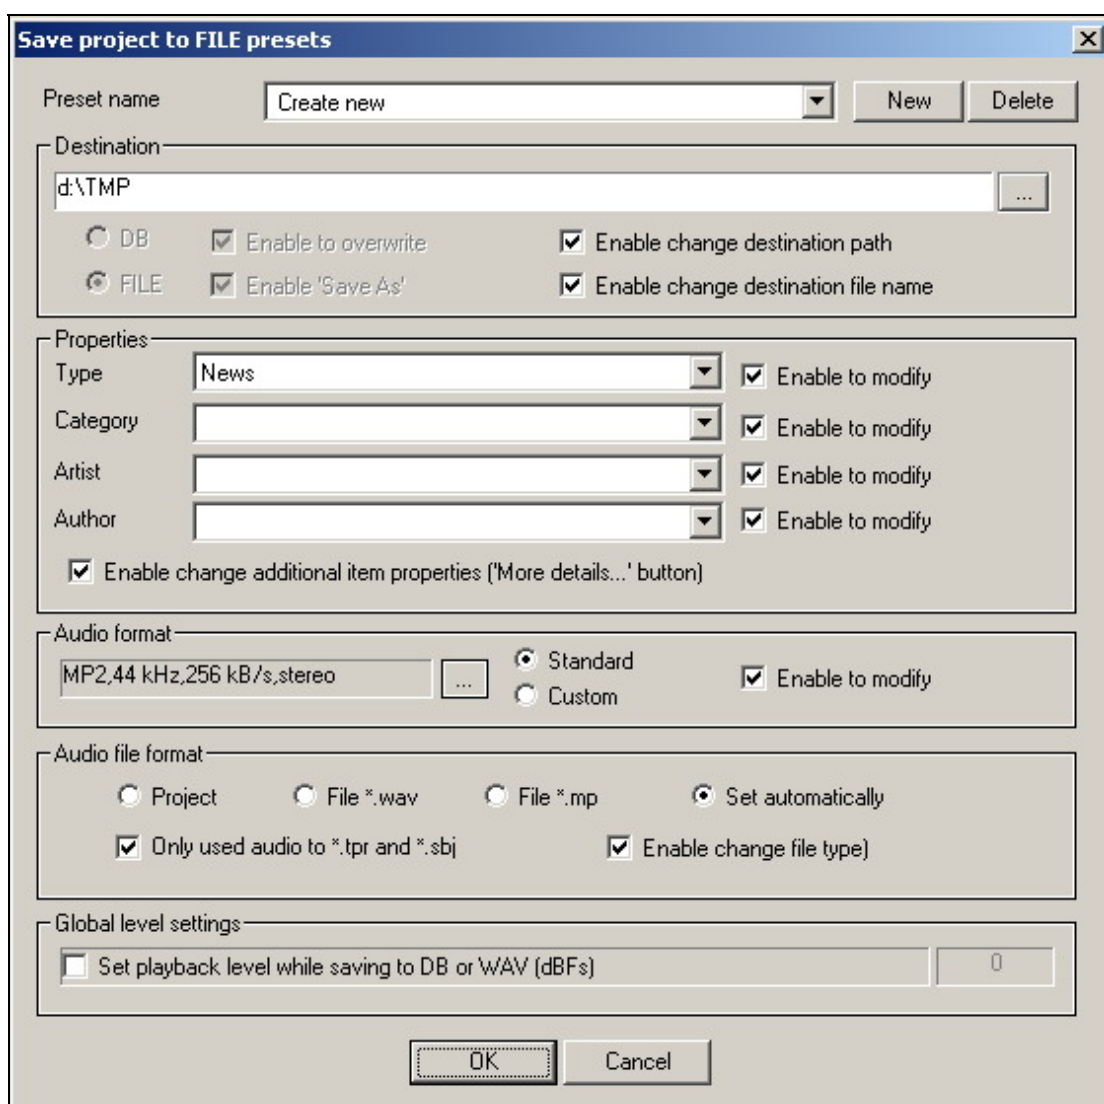 Save project to FILE presets
Preset name Create new New Delete
Destination
d:\TMP ...
DB Enable to overwrite Enable change destination path
FILE Enable 'Save As' Enable change destination file name
Properties
Type News Enable to modify
Category Enable to modify
Artist Enable to modify
Author Enable to modify
Enable change additional item properties ('More details...' button)
Audio format
MP2,44 kHz,256 kB/s,stereo ... Standard Enable to modify
Custom
Audio file format
Project File *.wav File *.mp Set automatically
Only used audio to *.tpr and *.sbj Enable change file type)
Global level settings
Set playback level while saving to DB or WAV (dBFs) 0
OK Cancel